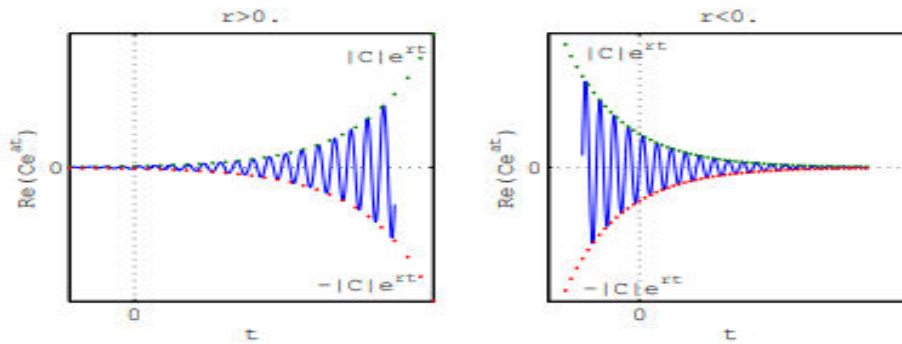 r>0.
|C|e^{rt}
Re(Ce^{at})
0
-|C|e^{rt}
0
t
r<0.
|C|e^{rt}
Re(Ce^{at})
0
-|C|e^{rt}
0
t